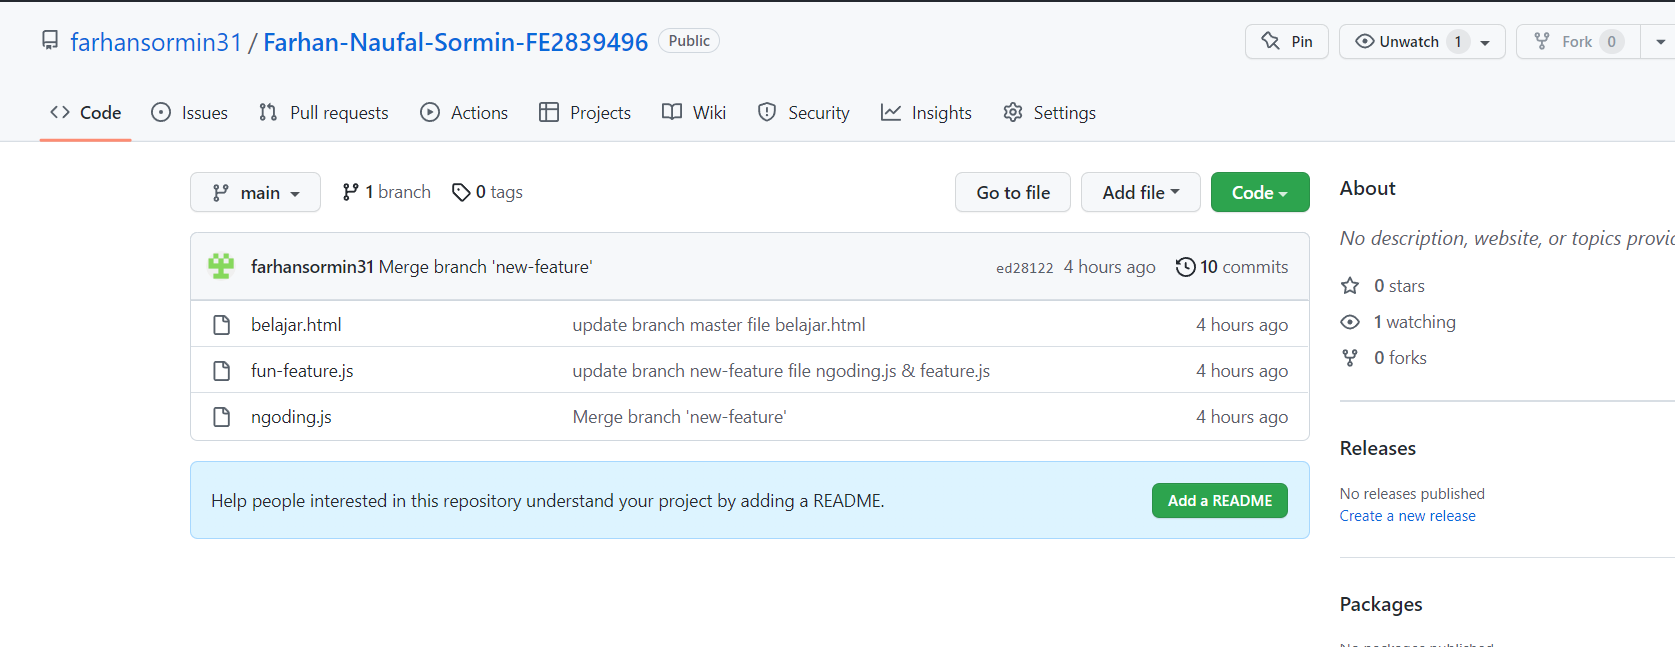 farhansormin31 / Farhan-Naufal-Sormin-FE2839496 Public
Pin Unwatch 1 Fork 0
Code Issues Pull requests Actions Projects Wiki Security Insights Settings
main 1 branch 0 tags Go to file Add file Code
farhansormin31 Merge branch 'new-feature' ed28122 4 hours ago 10 commits
belajar.html update branch master file belajar.html 4 hours ago
fun-feature.js update branch new-feature file ngoding.js & feature.js 4 hours ago
ngoding.js Merge branch 'new-feature' 4 hours ago
Help people interested in this repository understand your project by adding a README. Add a README
About
No description, website, or topics
0 stars
1 watching
0 forks
Releases
No releases published
Create a new release
Packages